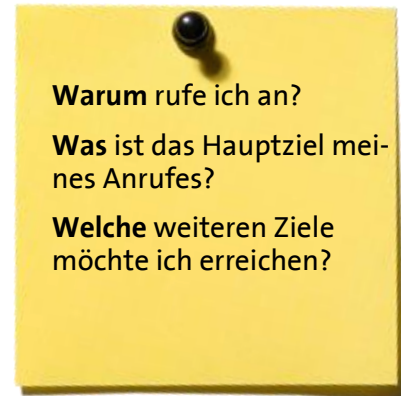 Warum rufe ich an?
Was ist das Hauptziel mei-
nes Anrufes?
Welche weiteren Ziele
möchte ich erreichen?